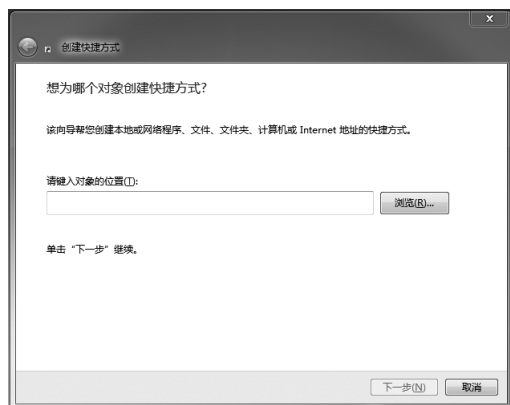 创建快捷方式
想为哪个对象创建快捷方式?
该向导帮您创建本地或网络程序、文件、文件夹、计算机或 Internet 地址的快捷方式。
请键入对象的位置(T):
浏览(R)...
单击“下一步”继续。
下一步(N)
取消